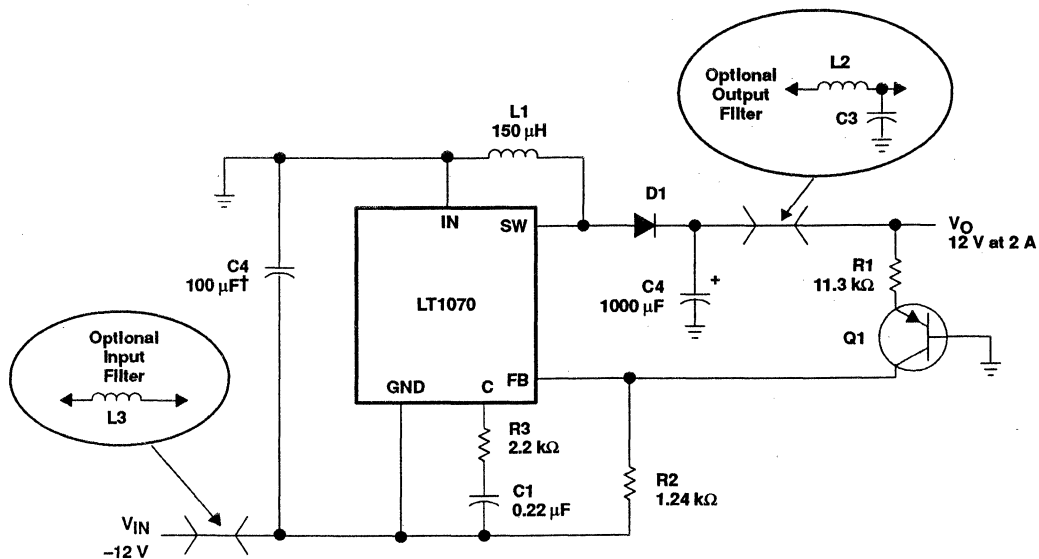 L2
Optional
Output
Filter
C3
L1
150 μH
D1
IN
SW
VO
12 V at 2 A
C4
100 μF†
LT1070
C4
1000 μF
+
R1
11.3 kΩ
Q1
Optional
Input
Filter
L3
GND
C
FB
R3
2.2 kΩ
C1
0.22 μF
R2
1.24 kΩ
VIN
–12 V